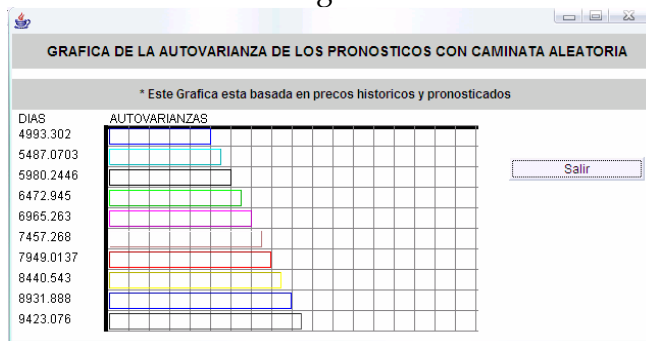 GRAFICA DE LA AUTOVARIANZA DE LOS PRONOSTICOS CON CAMINATA ALEATORIA
* Este Grafica esta basada en precos historicos y pronosticados
DIAS AUTOVARIANZAS
4993.302
5487.0703
5980.2446
6472.945
6965.263
7457.268
7949.0137
8440.543
8931.888
9423.076
Salir